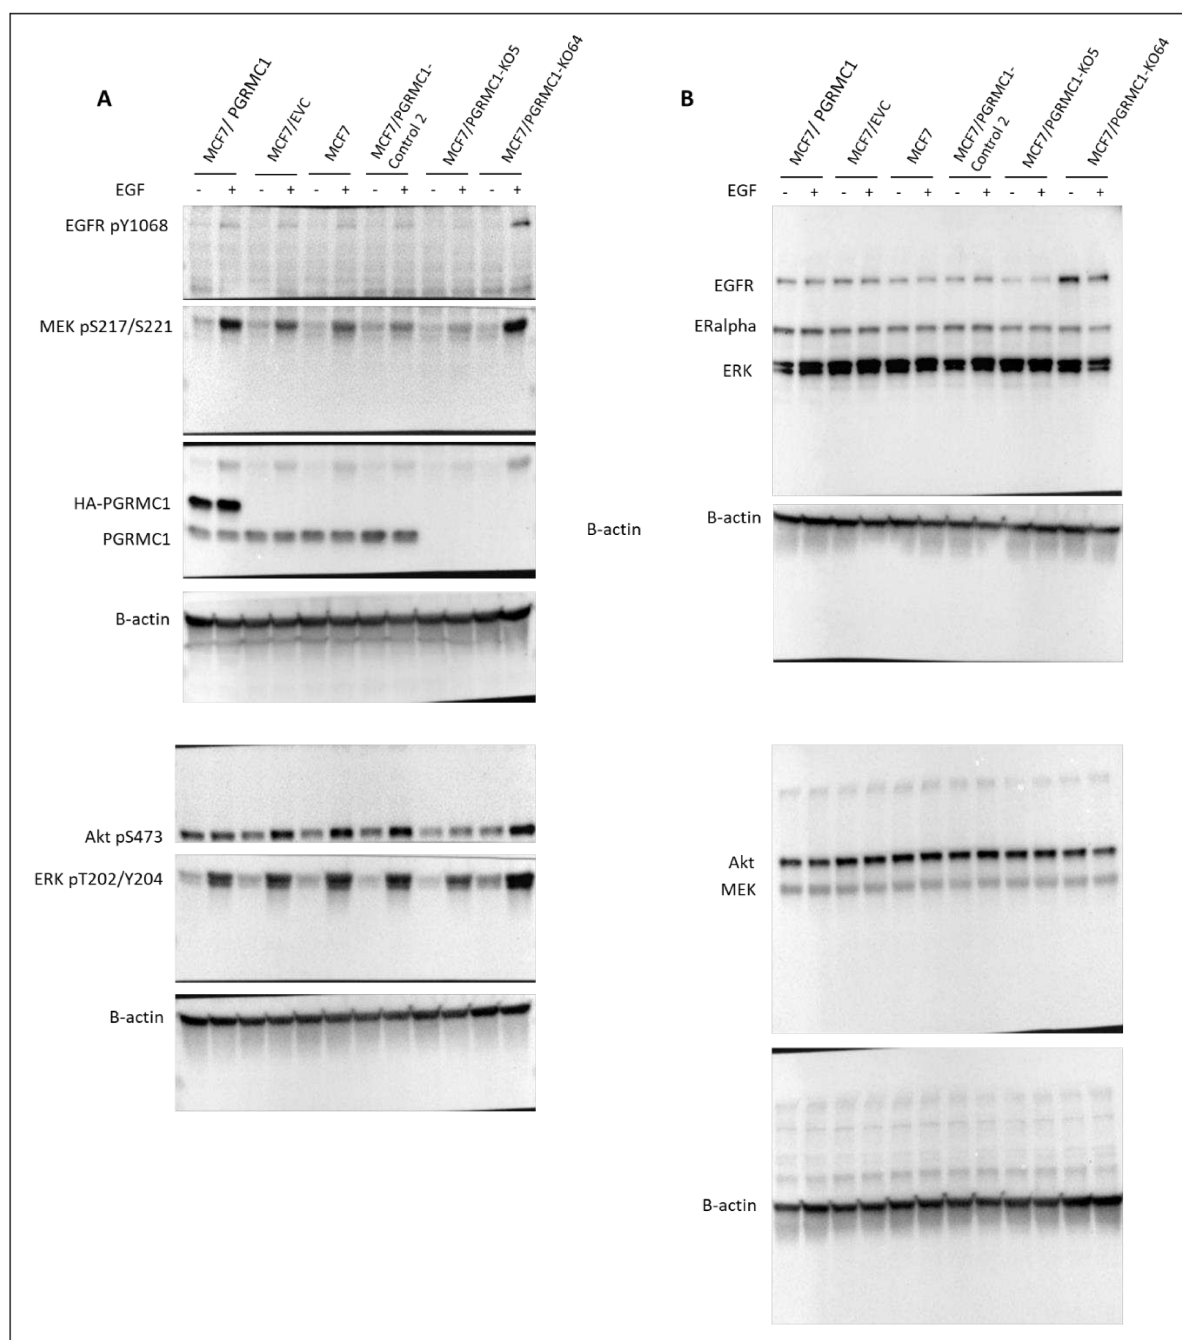 A
MCF7/ PGRMC1
MCF7/EVC
MCF7
MCF7/PGRMC1-
Control 2
MCF7/PGRMC1-KO5
MCF7/PGRMC1-KO64
EGF - + - + - + - + - + - +
EGFR pY1068
MEK pS217/S221
HA-PGRMC1
PGRMC1
B-actin
Akt pS473
ERK pT202/Y204
B-actin
B-actin
B
MCF7/ PGRMC1
MCF7/EVC
MCF7
MCF7/PGRMC1-
Control 2
MCF7/PGRMC1-KO5
MCF7/PGRMC1-KO64
EGF - + - + - + - + - + - +
EGFR
ERalpha
ERK
B-actin
Akt
MEK
B-actin